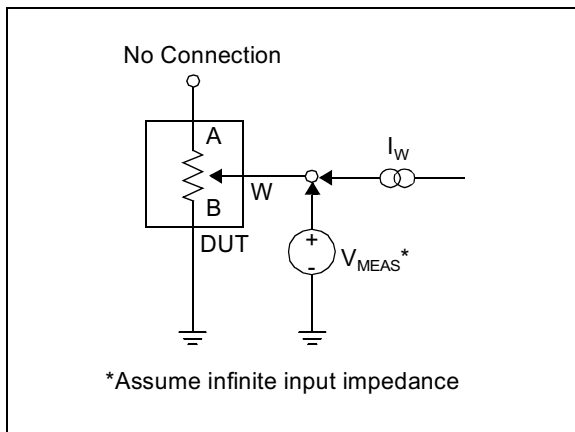 No Connection
A
I_W
W
B
DUT
+
-
V_MEAS*
*Assume infinite input impedance